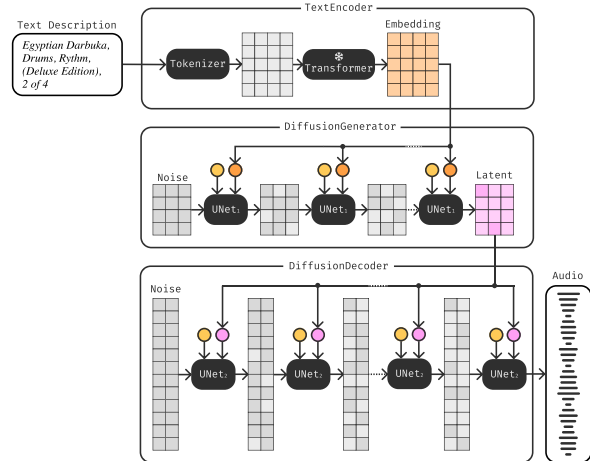 TextEncoder
Text Description
Egyptian Darbuka,
Drums, Rythm,
(Deluxe Edition),
2 of 4
Tokenizer
Transformer
Embedding
DiffusionGenerator
Noise
UNet₁
UNet₁
UNet₁
Latent
DiffusionDecoder
Noise
UNet₂
UNet₂
UNet₂
UNet₂
Audio